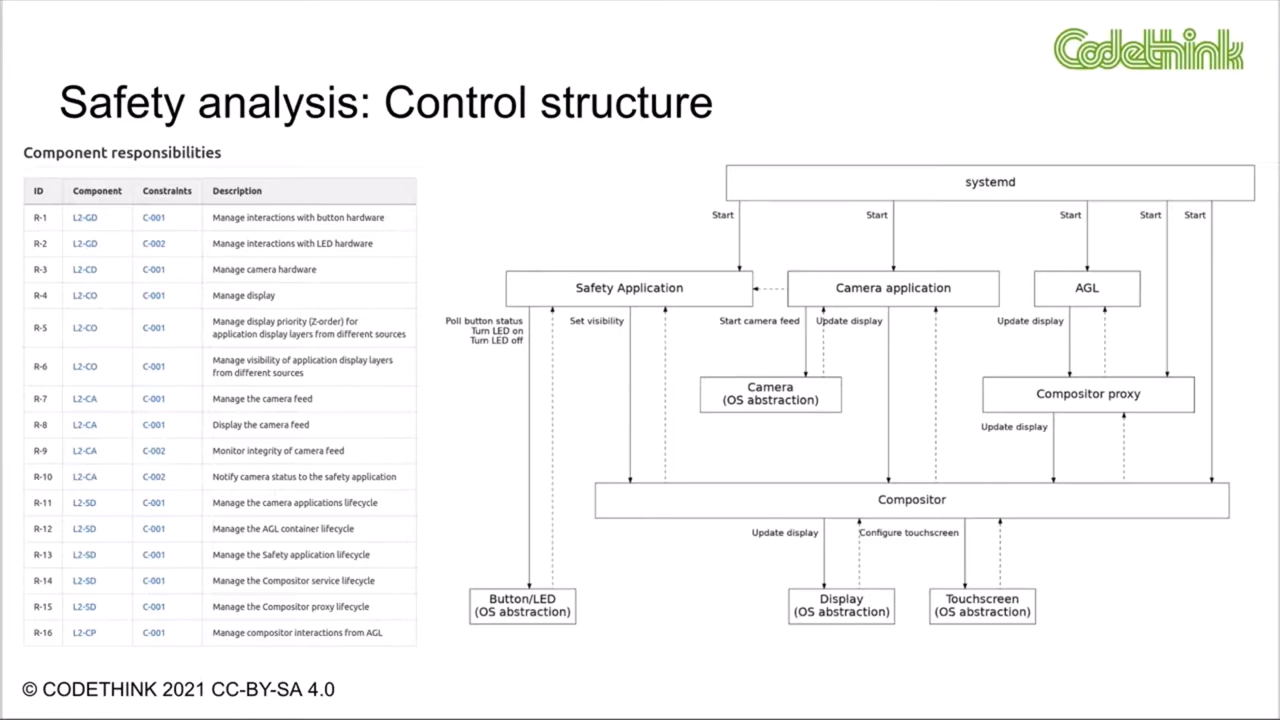 Codethink
Safety analysis: Control structure
Component responsibilities
ID Component Constraints Description
R-1 L2-GD C-001 Manage interactions with button hardware
R-2 L2-GD C-002 Manage interactions with LED hardware
R-3 L2-CD C-001 Manage camera hardware
R-4 L2-CO C-001 Manage display
R-5 L2-CO C-001 Manage display priority (Z-order) for
application display layers from different sources
R-6 L2-CO C-001 Manage visibility of application display layers
from different sources
R-7 L2-CA C-001 Manage the camera feed
R-8 L2-CA C-001 Display the camera feed
R-9 L2-CA C-002 Monitor integrity of camera feed
R-10 L2-CA C-002 Notify camera status to the safety application
R-11 L2-SD C-001 Manage the camera applications lifecycle
R-12 L2-SD C-001 Manage the AGL container lifecycle
R-13 L2-SD C-001 Manage the Safety application lifecycle
R-14 L2-SD C-001 Manage the Compositor service lifecycle
R-15 L2-SD C-001 Manage the Compositor proxy lifecycle
R-16 L2-CP C-001 Manage compositor interactions from AGL
systemd
Start Start Start Start Start
Safety Application Camera application AGL
Poll button status
Turn LED on
Turn LED off
Set visibility Start camera feed Update display Update display
Camera
(OS abstraction)
Compositor proxy
Update display
Compositor
Update display Configure touchscreen
Button/LED
(OS abstraction)
Display
(OS abstraction)
Touchscreen
(OS abstraction)
© CODETHINK 2021 CC-BY-SA 4.0